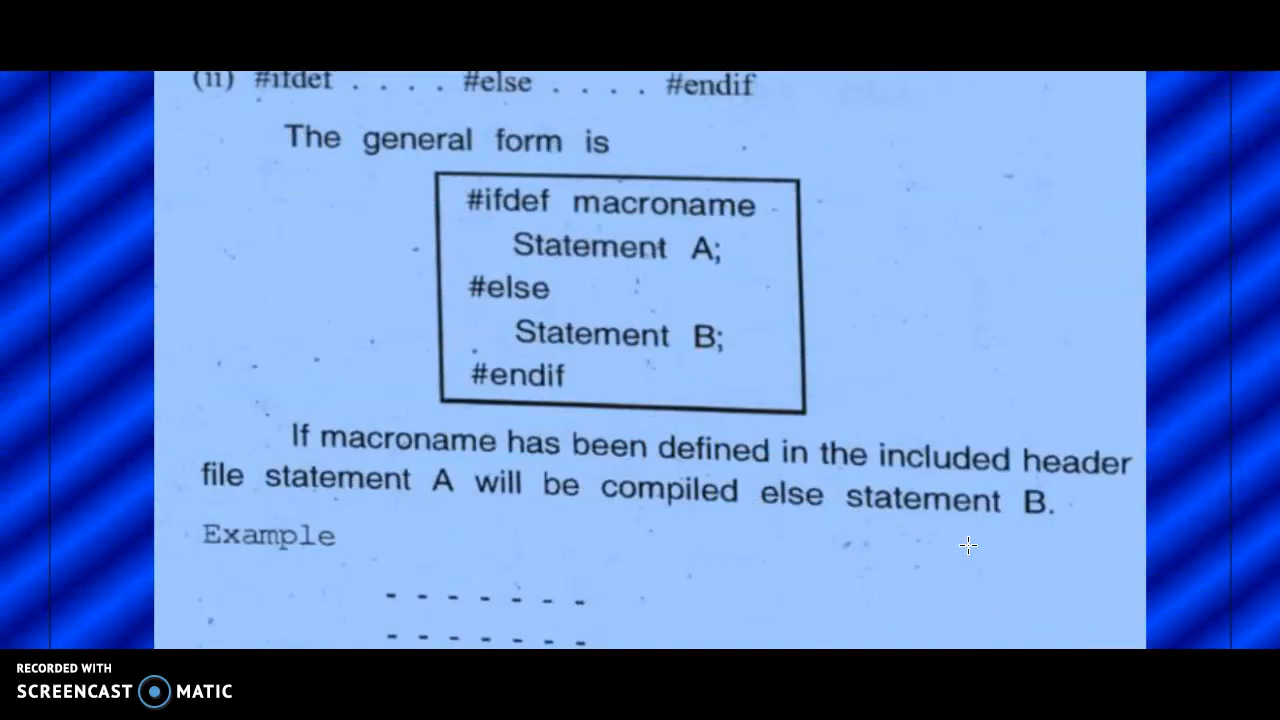 (ii) #ifdef . . . . #else . . . . #endif
The general form is
#ifdef macroname
Statement A;
#else
Statement B;
#endif
If macroname has been defined in the included header
file statement A will be compiled else statement B.
Example
- - - - - - -
- - - - - - -
RECORDED WITH
SCREENCAST MATIC